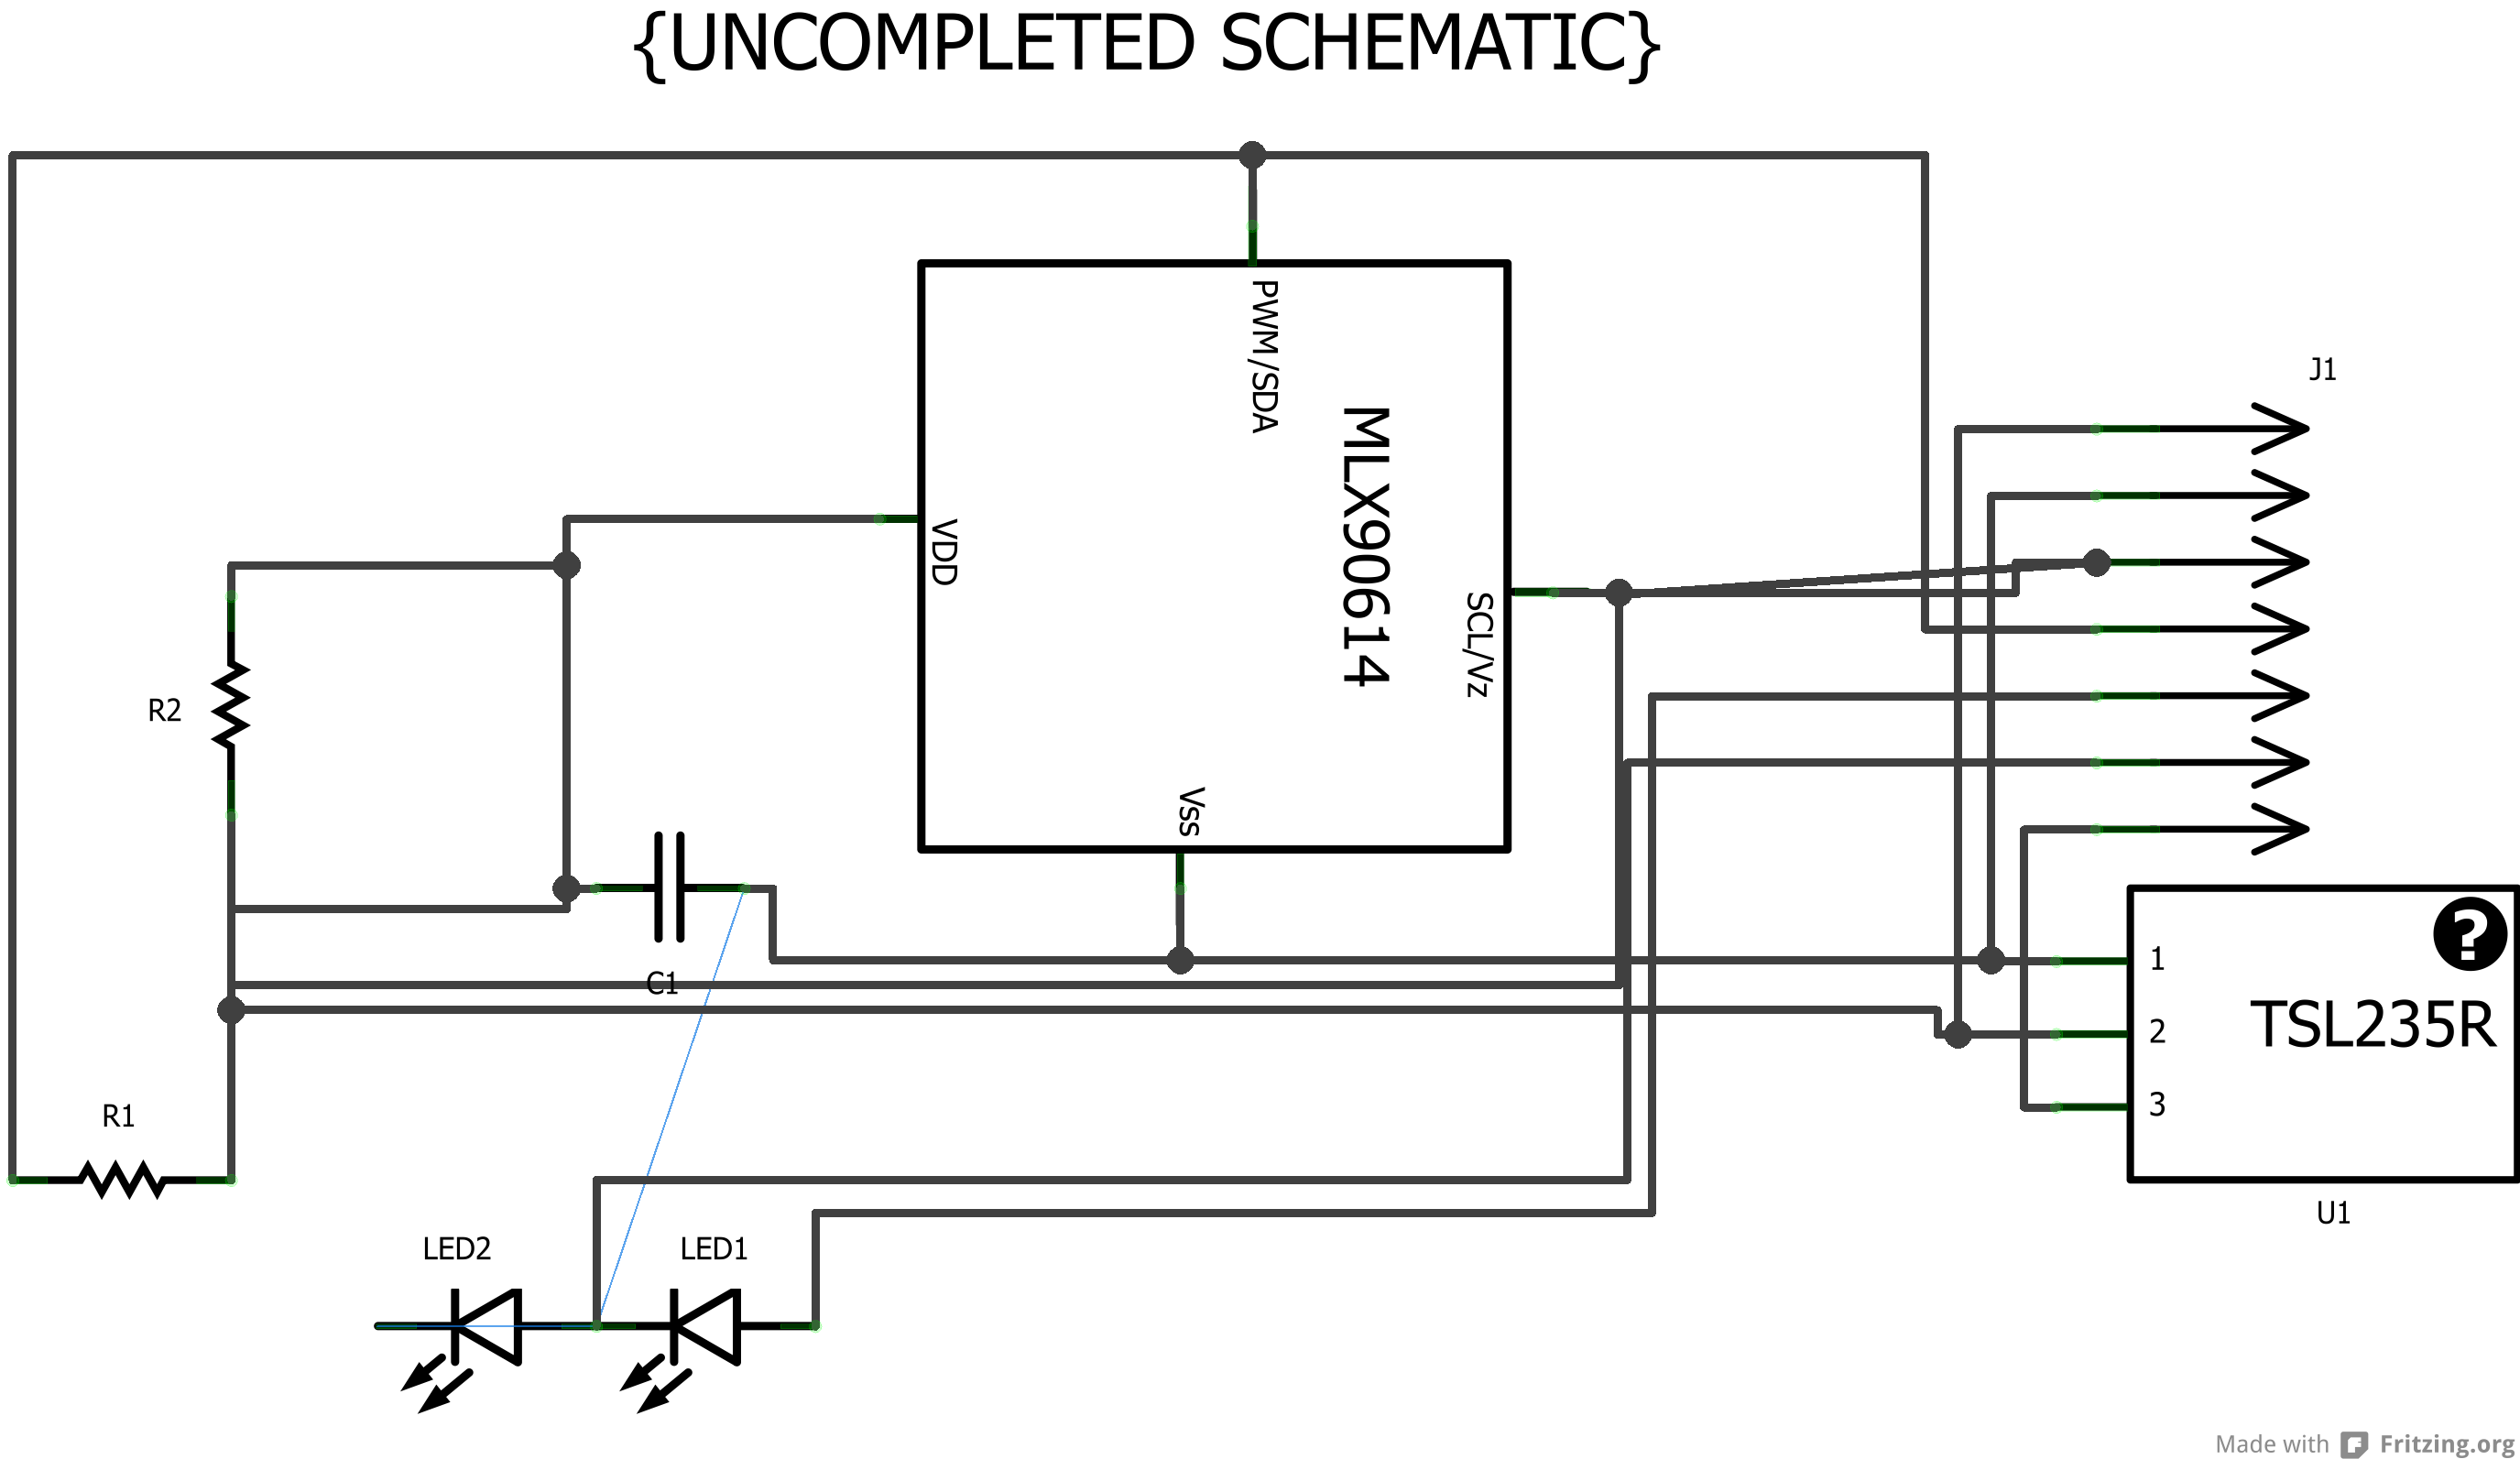 {UNCOMPLETED SCHEMATIC}
PWM/SDA
MLX90614
J1
VDD
SCL/Vz
R2
Vss
?
1
C1
TSL235R
2
R1
3
U1
LED2
LED1
Made with Fritzing.org